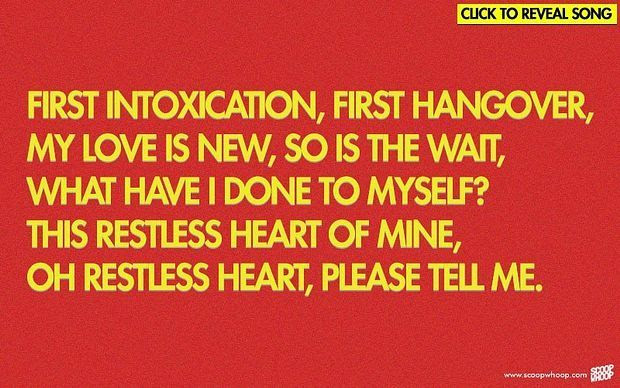 CLICK TO REVEAL SONG
FIRST INTOXICATION, FIRST HANGOVER,
MY LOVE IS NEW, SO IS THE WAIT,
WHAT HAVE I DONE TO MYSELF?
THIS RESTLESS HEART OF MINE,
OH RESTLESS HEART, PLEASE TELL ME.
www.scoopwhoop.com SCOOP
WHOOP